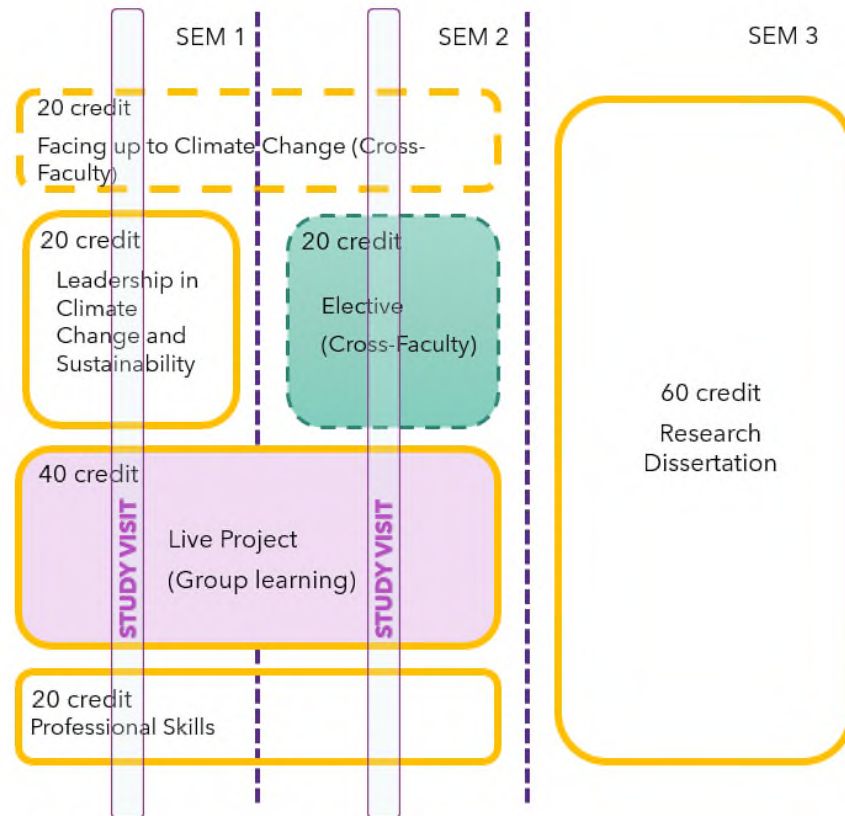 SEM 1
SEM 2
SEM 3
20 credit
Facing up to Climate Change (Cross-
Faculty)
20 credit
Leadership in
Climate
Change and
Sustainability
20 credit
Elective
(Cross-Faculty)
60 credit
Research
Dissertation
40 credit
Live Project
(Group learning)
STUDY VISIT
STUDY VISIT
20 credit
Professional Skills